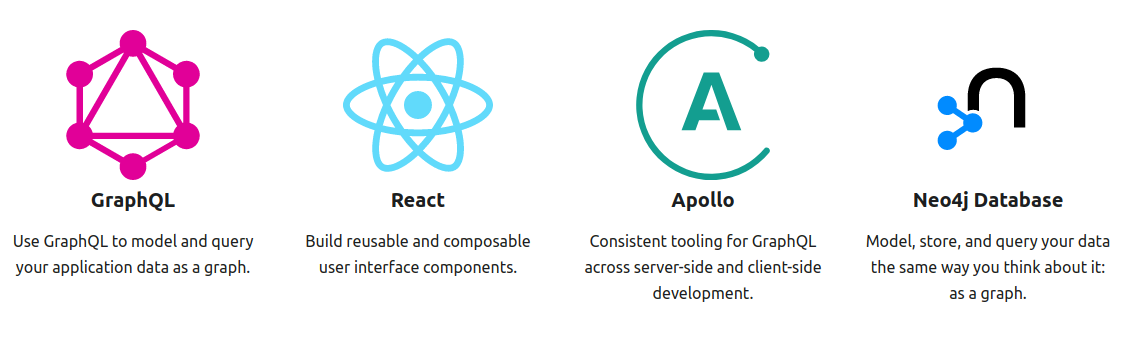 A
GraphQL
Use GraphQL to model and query
your application data as a graph.
React
Build reusable and composable
user interface components.
Apollo
Consistent tooling for GraphQL
across server-side and client-side
development.
Neo4j Database
Model, store, and query your data
the same way you think about it:
as a graph.